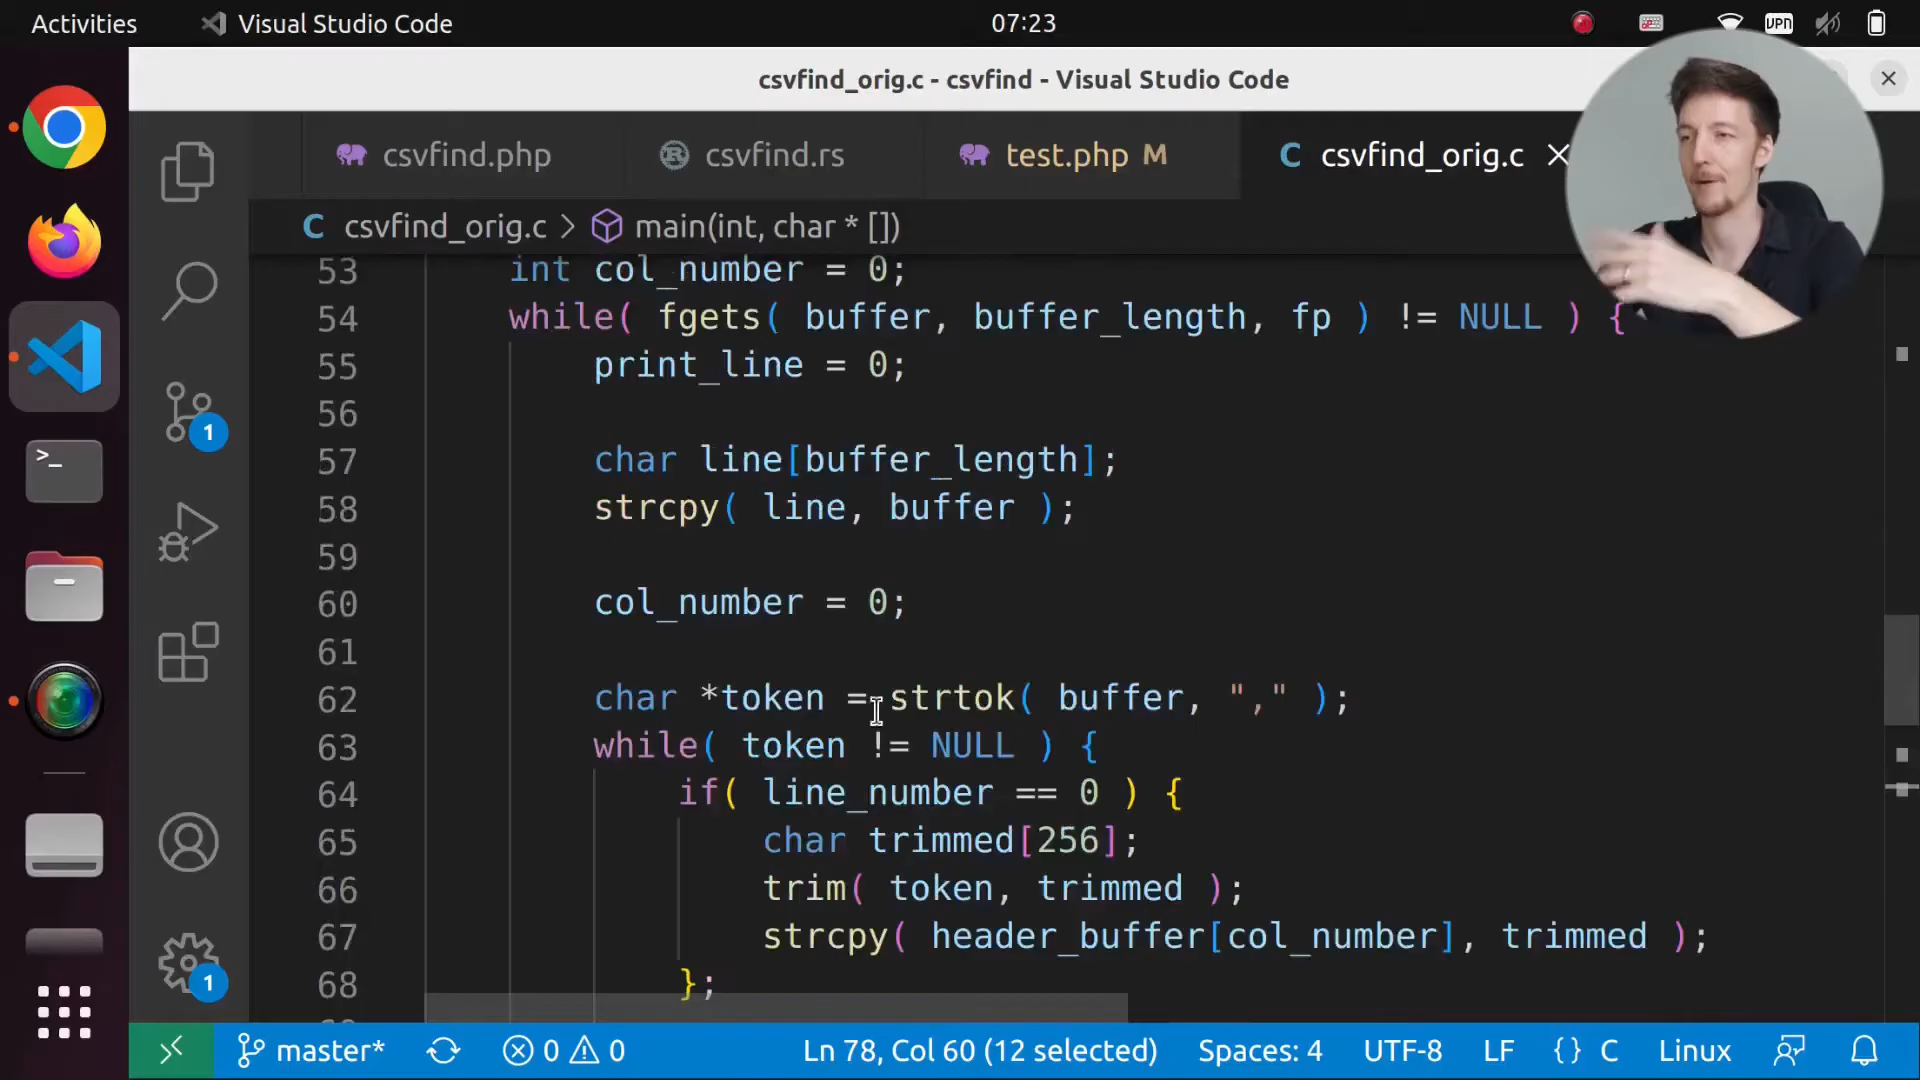 Activities
Visual Studio Code
07:23
VPN
csvfind_orig.c - csvfind - Visual Studio Code
csvfind.php
csvfind.rs
test.php M
C csvfind_orig.c
C csvfind_orig.c > main(int, char * [])
53 int col_number = 0;
54 while( fgets( buffer, buffer_length, fp ) != NULL ) {
55 print_line = 0;
56
57 char line[buffer_length];
58 strcpy( line, buffer );
59
60 col_number = 0;
61
62 char *token = strtok( buffer, "," );
63 while( token != NULL ) {
64 if( line_number == 0 ) {
65 char trimmed[256];
66 trim( token, trimmed );
67 strcpy( header_buffer[col_number], trimmed );
68 };
1
1
master*
0
0
Ln 78, Col 60 (12 selected)
Spaces: 4
UTF-8
LF
{} C
Linux